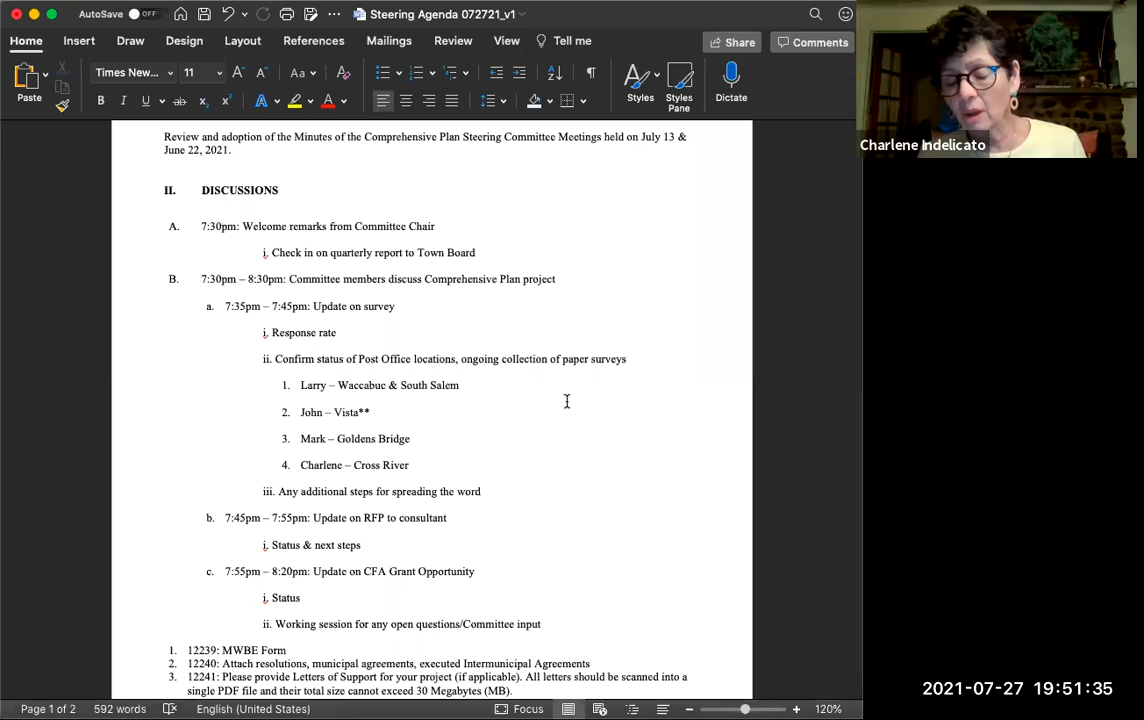 AutoSave OFF
Steering Agenda 072721_v1
Home Insert Draw Design Layout References Mailings Review View Tell me Share Comments
Paste Times New... 11 Aa Styles Styles Pane Dictate
B I U ab x₂ x² A A
Review and adoption of the Minutes of the Comprehensive Plan Steering Committee Meetings held on July 13 &
June 22, 2021.
II. DISCUSSIONS
A. 7:30pm: Welcome remarks from Committee Chair
i. Check in on quarterly report to Town Board
B. 7:30pm – 8:30pm: Committee members discuss Comprehensive Plan project
a. 7:35pm – 7:45pm: Update on survey
i. Response rate
ii. Confirm status of Post Office locations, ongoing collection of paper surveys
1. Larry – Waccabuc & South Salem
2. John – Vista**
3. Mark – Goldens Bridge
4. Charlene – Cross River
iii. Any additional steps for spreading the word
b. 7:45pm – 7:55pm: Update on RFP to consultant
i. Status & next steps
c. 7:55pm – 8:20pm: Update on CFA Grant Opportunity
i. Status
ii. Working session for any open questions/Committee input
1. 12239: MWBE Form
2. 12240: Attach resolutions, municipal agreements, executed Intermunicipal Agreements
3. 12241: Please provide Letters of Support for your project (if applicable). All letters should be scanned into a
single PDF file and their total size cannot exceed 30 Megabytes (MB).
Page 1 of 2 592 words English (United States) Focus 120%
Charlene Indelicato
2021-07-27 19:51:35